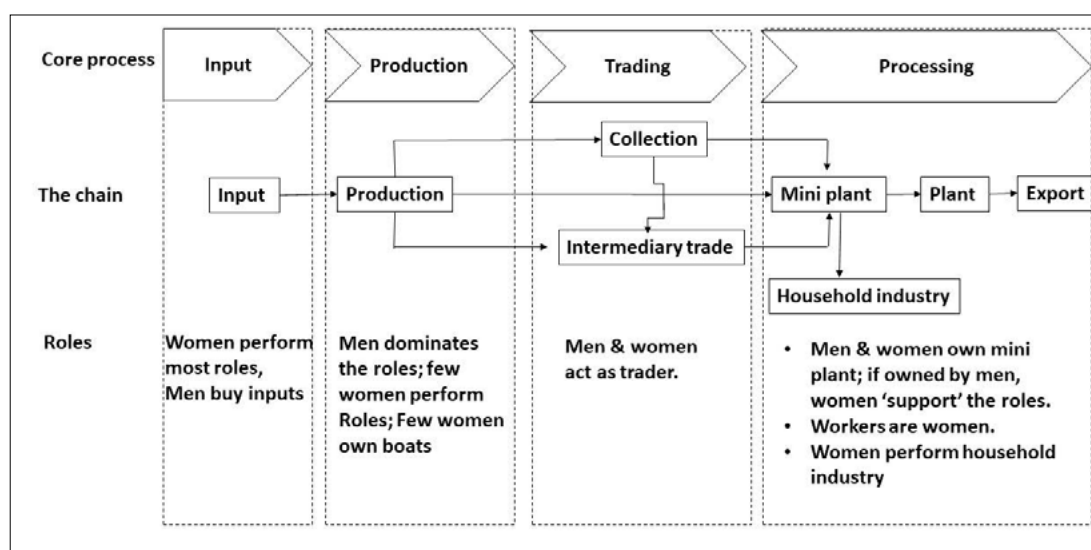 Core process
Input
Production
Trading
Processing
The chain
Input
Production
Collection
Intermediary trade
Mini plant
Plant
Export
Household industry
Roles
Women perform
most roles,
Men buy inputs
Men dominates
the roles; few
women perform
Roles; Few women
own boats
Men & women
act as trader.
• Men & women own mini
plant; if owned by men,
women ‘support’ the roles.
• Workers are women.
• Women perform household
industry